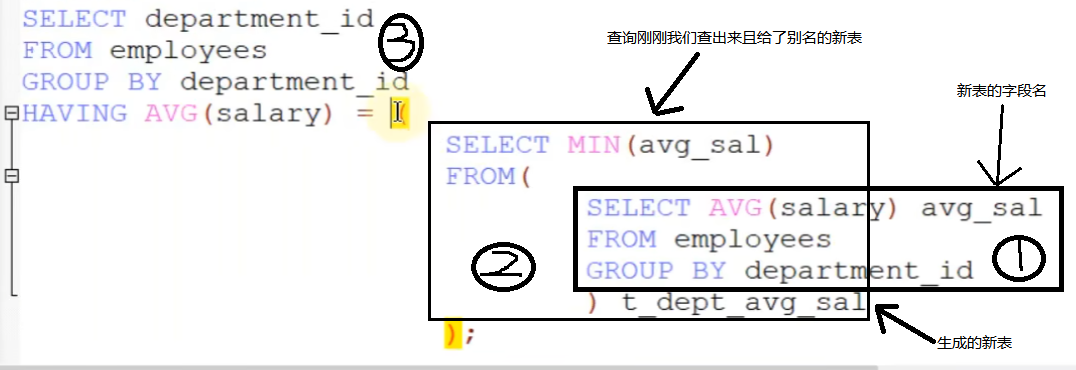 SELECT department_id
FROM employees
GROUP BY department_id
HAVING AVG(salary) = (
SELECT MIN(avg_sal)
FROM(
SELECT AVG(salary) avg_sal
FROM employees
GROUP BY department_id
) t_dept_avg_sal
);
③
②
①
查询刚刚我们查出来且给了别名的新表
新表的字段名
生成的新表